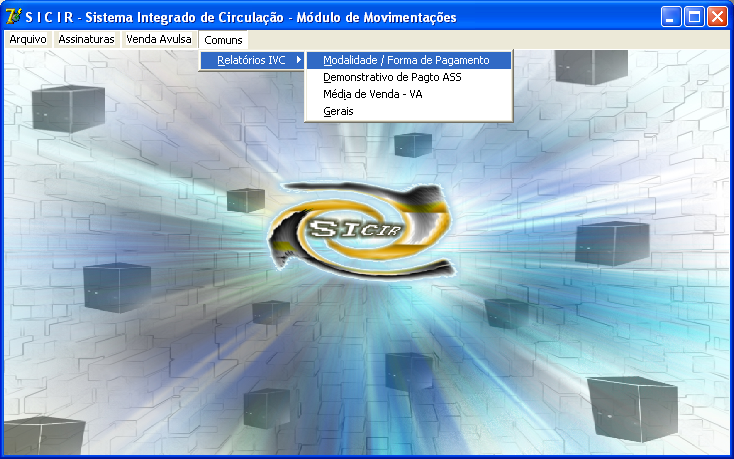 S I C I R - Sistema Integrado de Circulação - Módulo de Movimentações
Arquivo Assinaturas Venda Avulsa Comuns
Relatórios IVC Modalidade / Forma de Pagamento
Demonstrativo de Pagto ASS
Média de Venda - VA
Gerais
SICIR